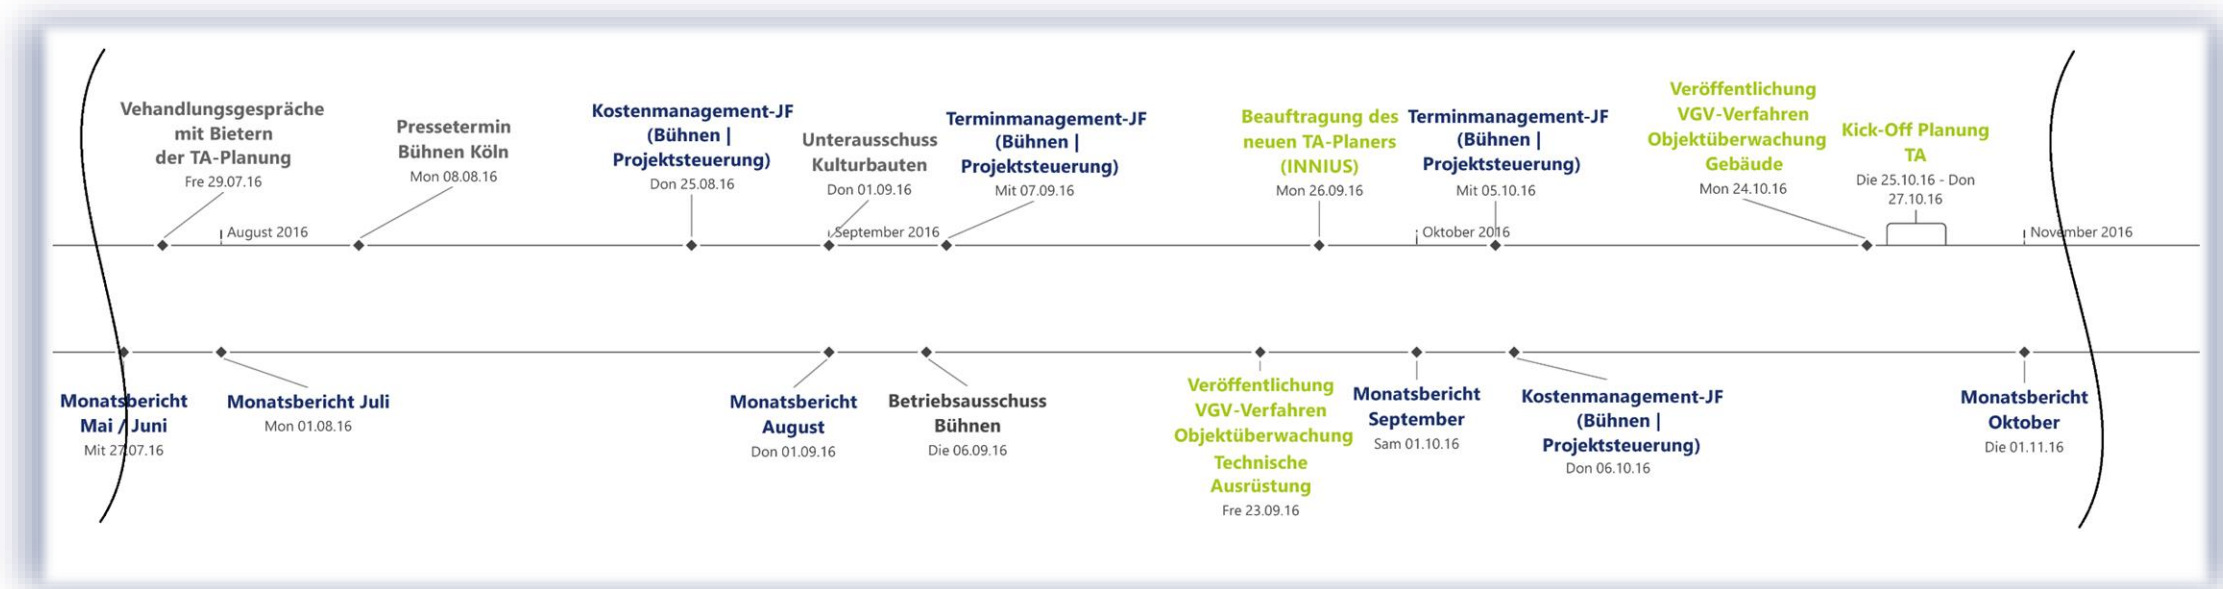 Vehandlungsgespräche
mit Bietern
der TA-Planung
Fre 29.07.16
Pressetermin
Bühnen Köln
Mon 08.08.16
Kostenmanagement-JF
(Bühnen |
Projektsteuerung)
Don 25.08.16
Unterausschuss
Kulturbauten
Don 01.09.16
Terminmanagement-JF
(Bühnen |
Projektsteuerung)
Mit 07.09.16
Beauftragung des
neuen TA-Planers
(INNIUS)
Mon 26.09.16
Terminmanagement-JF
(Bühnen |
Projektsteuerung)
Mit 05.10.16
Veröffentlichung
VGV-Verfahren
Objektüberwachung
Gebäude
Mon 24.10.16
Kick-Off Planung
TA
Die 25.10.16 - Don
27.10.16
August 2016
September 2016
Oktober 2016
November 2016
Monatsbericht
Mai / Juni
Mit 27.07.16
Monatsbericht Juli
Mon 01.08.16
Monatsbericht
August
Don 01.09.16
Betriebsausschuss
Bühnen
Die 06.09.16
Veröffentlichung
VGV-Verfahren
Objektüberwachung
Technische
Ausrüstung
Fre 23.09.16
Monatsbericht
September
Sam 01.10.16
Kostenmanagement-JF
(Bühnen |
Projektsteuerung)
Don 06.10.16
Monatsbericht
Oktober
Die 01.11.16